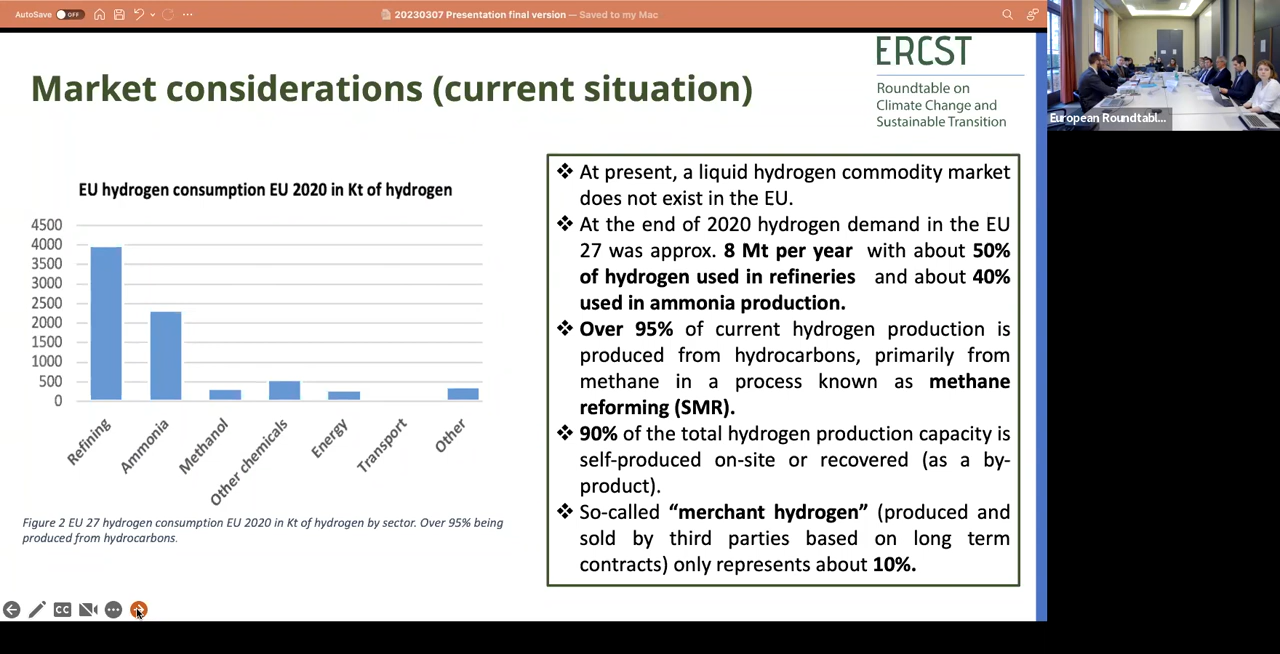 AutoSave OFF
20230307 Presentation final version — Saved to my Mac
Market considerations (current situation)
ERCST
Roundtable on
Climate Change and
Sustainable Transition
European Roundtabl...
EU hydrogen consumption EU 2020 in Kt of hydrogen
4500
4000
3500
3000
2500
2000
1500
1000
500
0
Refining
Ammonia
Methanol
Other chemicals
Energy
Transport
Other
Figure 2 EU 27 hydrogen consumption EU 2020 in Kt of hydrogen by sector. Over 95% being
produced from hydrocarbons.
❖ At present, a liquid hydrogen commodity market
does not exist in the EU.
❖ At the end of 2020 hydrogen demand in the EU
27 was approx. 8 Mt per year with about 50%
of hydrogen used in refineries and about 40%
used in ammonia production.
❖ Over 95% of current hydrogen production is
produced from hydrocarbons, primarily from
methane in a process known as methane
reforming (SMR).
❖ 90% of the total hydrogen production capacity is
self-produced on-site or recovered (as a by-
product).
❖ So-called “merchant hydrogen” (produced and
sold by third parties based on long term
contracts) only represents about 10%.
CC